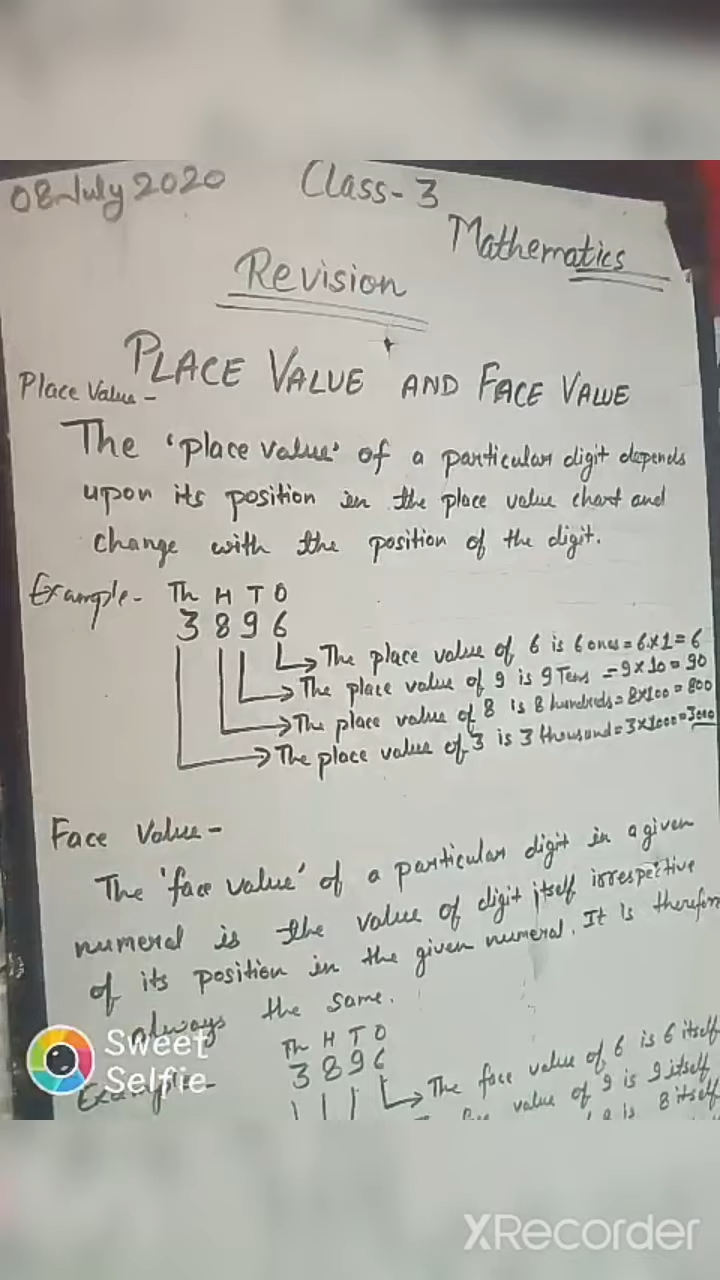 08 July 2020 Class-3
Mathematics
Revision
PLACE VALUE AND FACE VALUE
Place Value -
The 'place value' of a particular digit depends
upon its position in the place value chart and
change with the position of the digit.
Example- Th H T O
3 8 9 6
The place value of 6 is 6 ones = 6x1 = 6
The place value of 9 is 9 Tens = 9x10 = 90
The place value of 8 is 8 hundreds = 8x100 = 800
The place value of 3 is 3 thousand = 3x1000 = 3000
Face Value -
The 'face value' of a particular digit in a given
numeral is the value of digit itself irrespective
of its position in the given numeral. It is therefore
always the same.
Example- Th H T O
3 8 9 6
The face value of 6 is 6 itself
value of 9 is 9 itself
8 is 8 itself
Sweet
Selfie
XRecorder